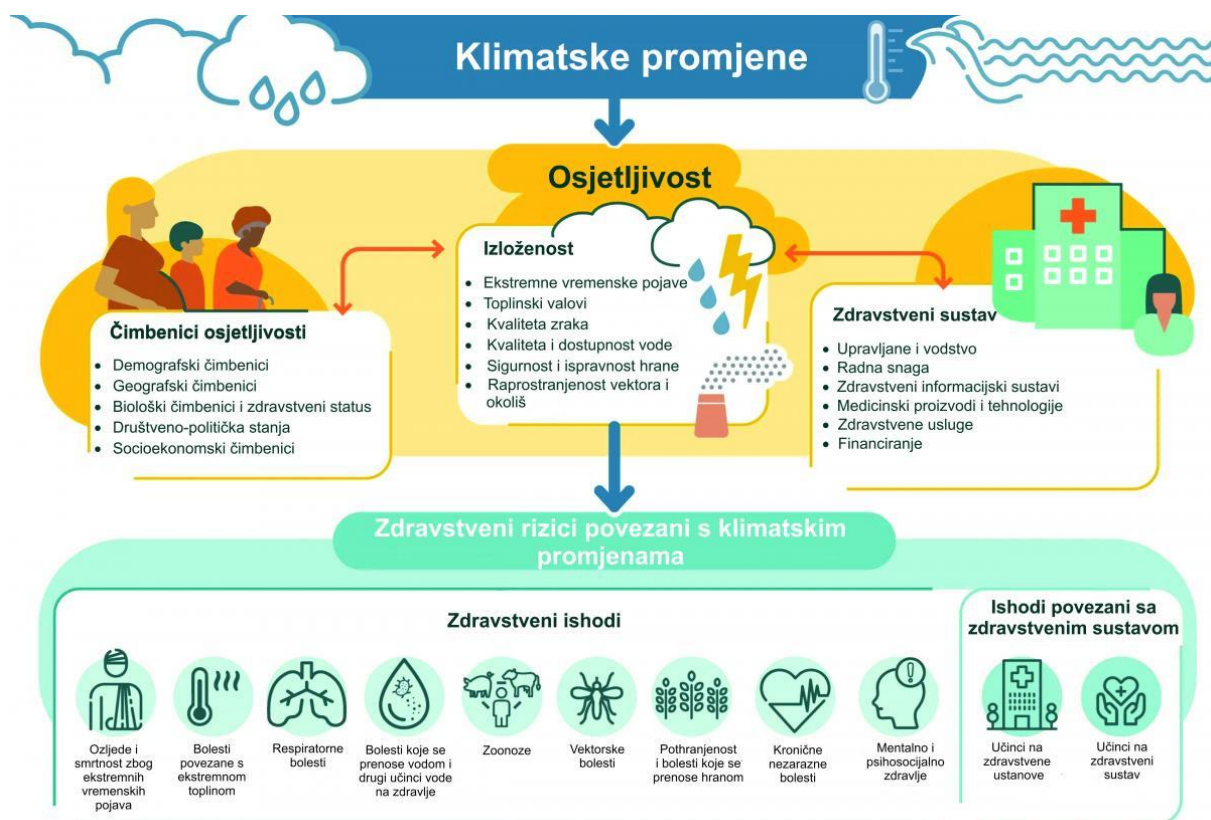 Klimatske promjene
Osjetljivost
Čimbenici osjetljivosti
• Demografski čimbenici
• Geografski čimbenici
• Biološki čimbenici i zdravstveni status
• Društveno-politička stanja
• Socioekonomski čimbenici
Izloženost
• Ekstremne vremenske pojave
• Toplinski valovi
• Kvaliteta zraka
• Kvaliteta i dostupnost vode
• Sigurnost i ispravnost hrane
• Raprostranjenost vektora i
okoliš
Zdravstveni sustav
• Upravljane i vodstvo
• Radna snaga
• Zdravstveni informacijski sustavi
• Medicinski proizvodi i tehnologije
• Zdravstvene usluge
• Financiranje
Zdravstveni rizici povezani s klimatskim
promjenama
Zdravstveni ishodi
Ozljede i
smrtnost zbog
ekstremnih
vremenskih
pojava
Bolesti
povezane s
ekstremnom
toplinom
Respiratorne
bolesti
Bolesti koje se
prenose vodom i
drugi učinci vode
na zdravlje
Zoonoze
Vektorske
bolesti
Pothranjenost
i bolesti koje se
prenose hranom
Kronične
nezarazne
bolesti
Mentalno i
psihosocijalno
zdravlje
Ishodi povezani sa
zdravstvenim sustavom
Učinci na
zdravstvene
ustanove
Učinci na
zdravstveni
sustav